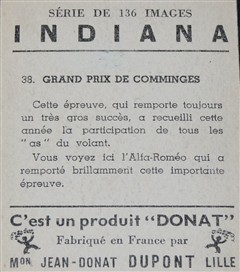 SÉRIE DE 136 IMAGES
INDIANA
38. GRAND PRIX DE COMMINGES
Cette épreuve, qui remporte toujours
un très gros succès, a recueilli cette
année la participation de tous les
"as" du volant.
Vous voyez ici l'Alfa-Roméo qui a
remporté brillamment cette importante
épreuve.
C'est un produit "DONAT"
Fabriqué en France par
MON JEAN-DONAT DUPONT LILLE